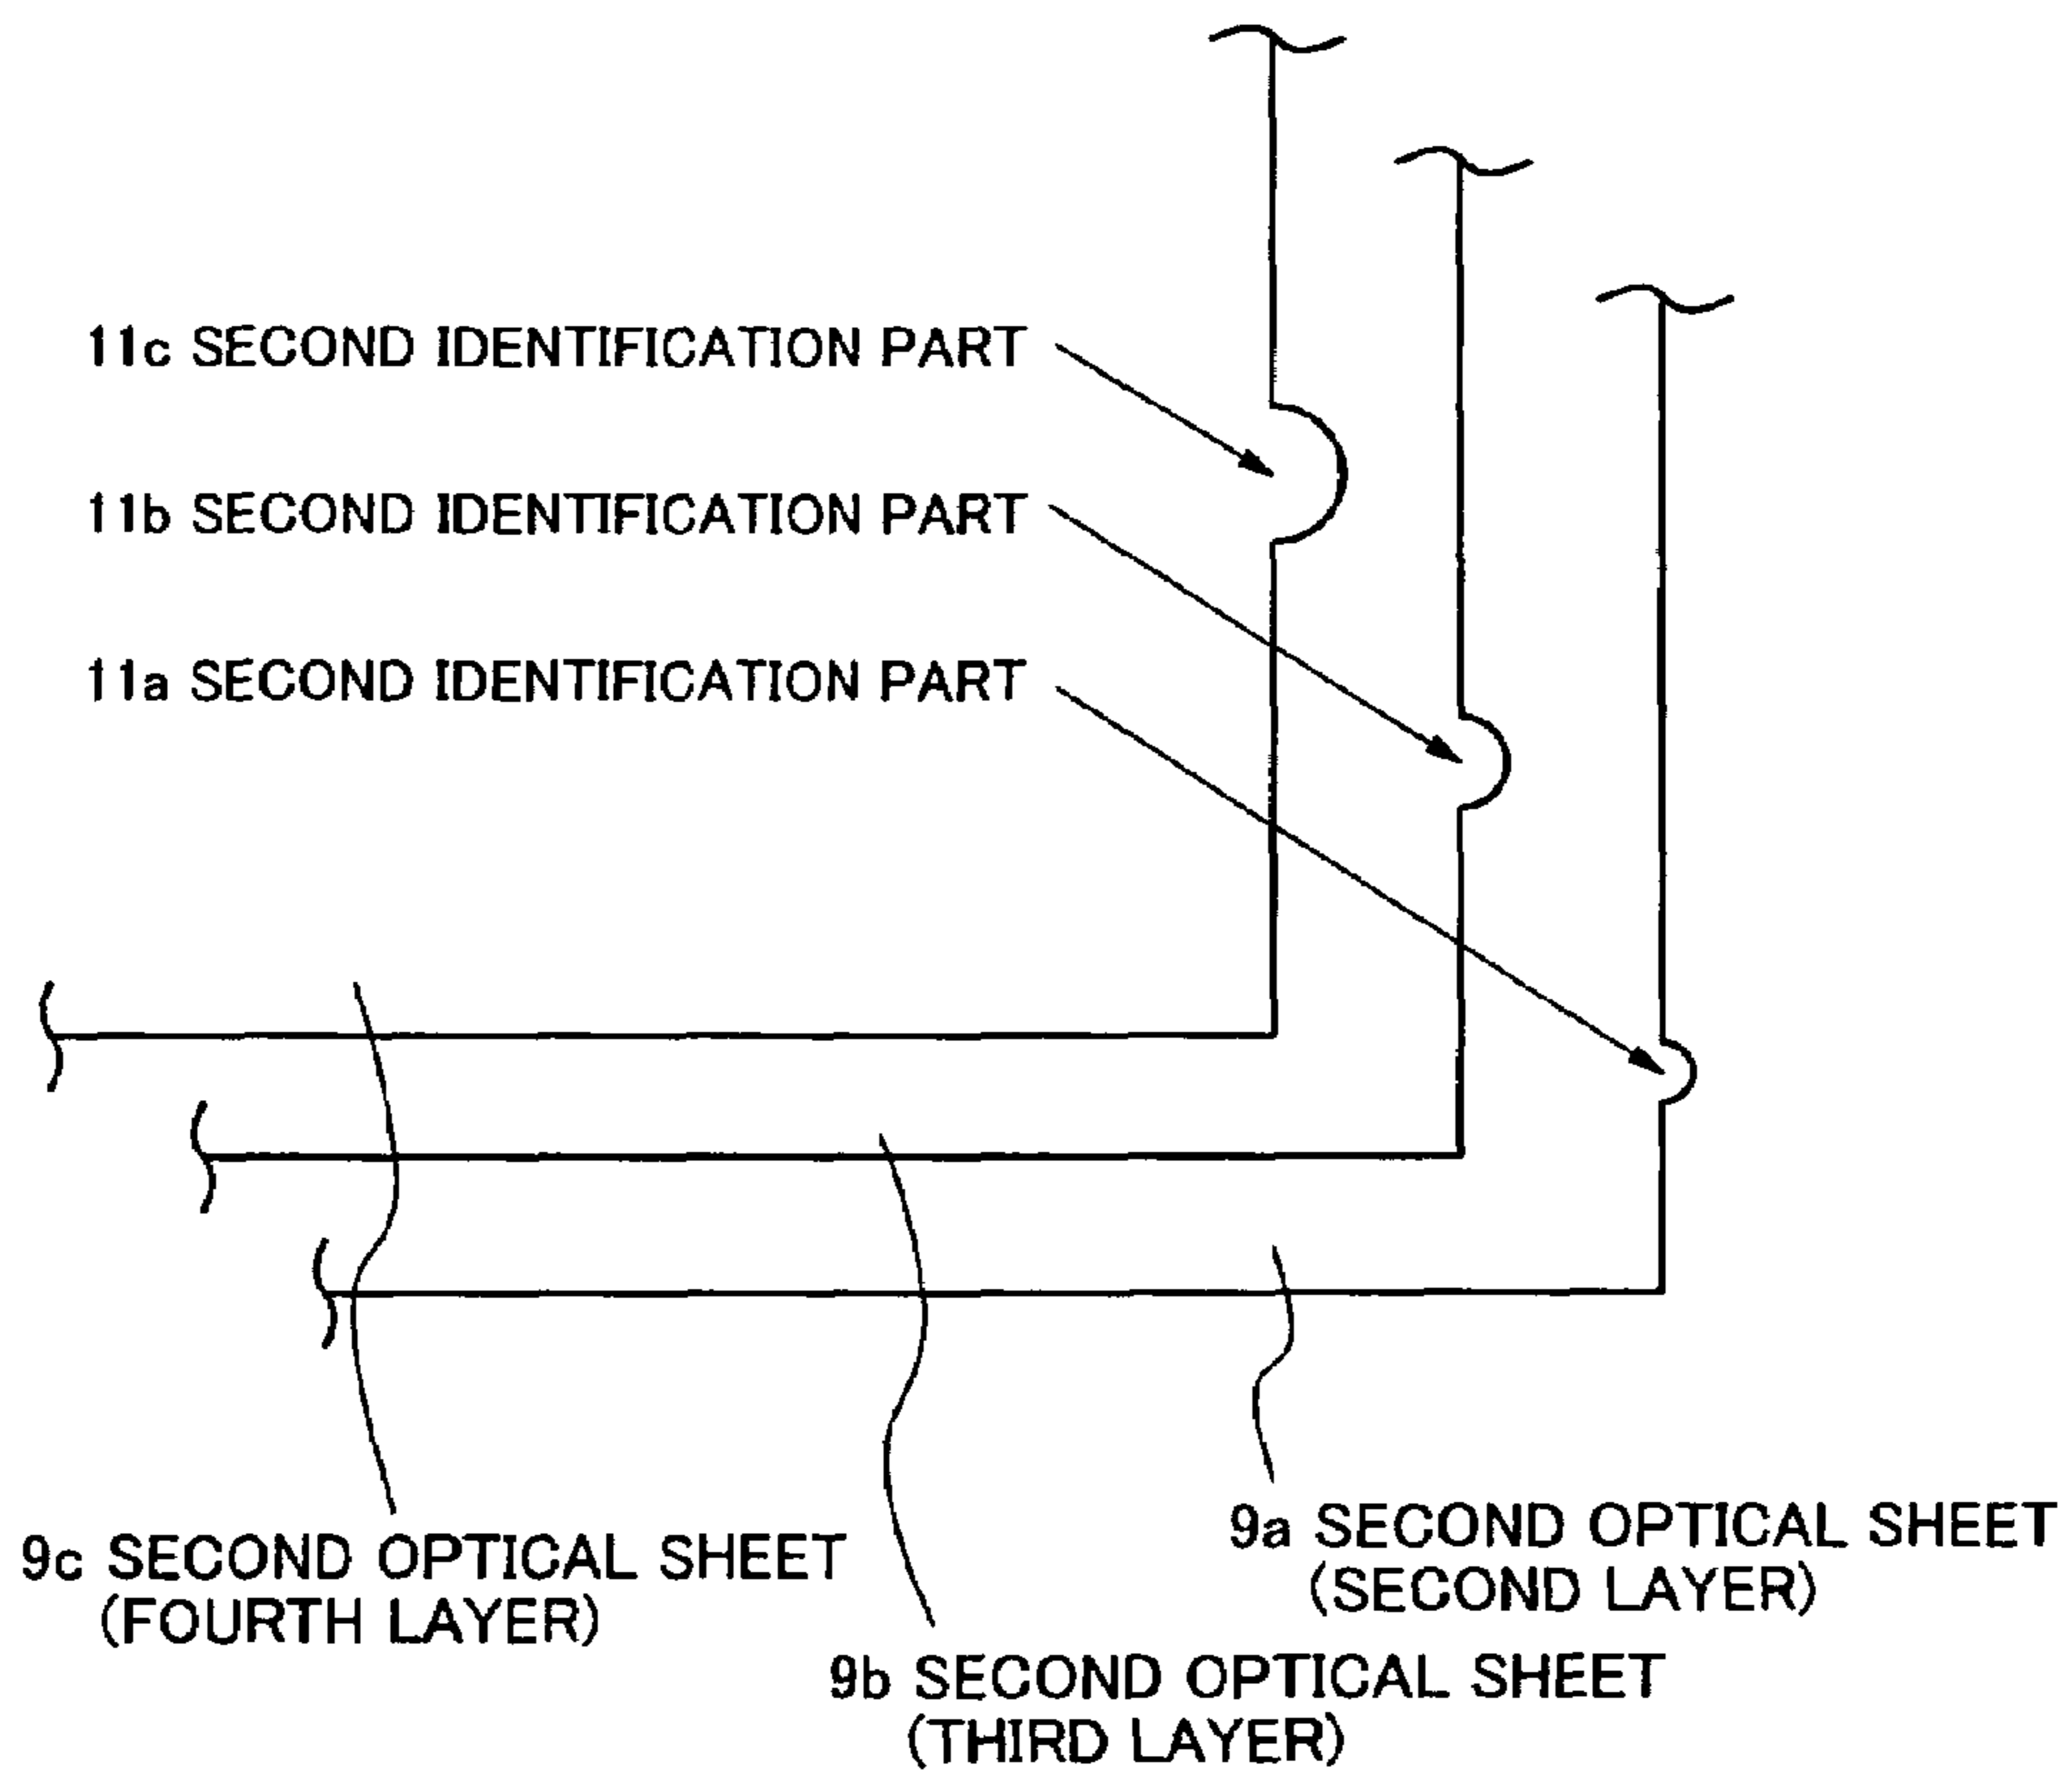 11c SECOND IDENTIFICATION PART
11b SECOND IDENTIFICATION PART
11a SECOND IDENTIFICATION PART
9c SECOND OPTICAL SHEET
(FOURTH LAYER)
9a SECOND OPTICAL SHEET
(SECOND LAYER)
9b SECOND OPTICAL SHEET
(THIRD LAYER)